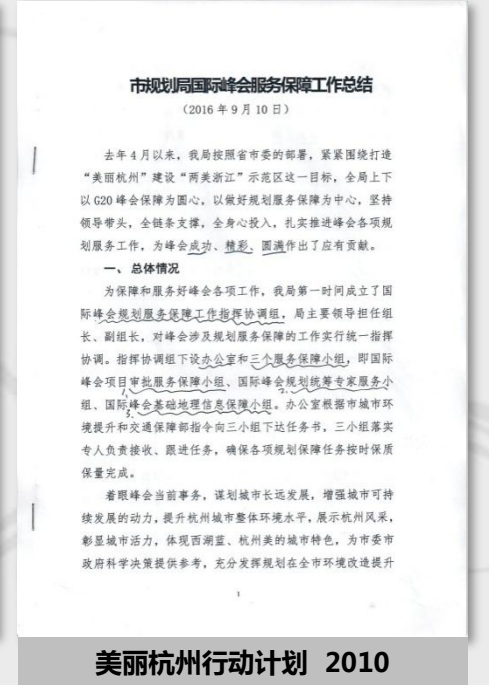 市规划局国际峰会服务保障工作总结
（2016年9月10日）
去年4月以来，我局按照省市委的部署，紧紧围绕打造
“美丽杭州”建设“两美浙江”示范区这一目标，全局上下
以G20峰会保障为圆心，以做好规划服务保障为中心，坚持
领导带头，全链条支撑，全身心投入，扎实推进峰会各项规
划服务工作，为峰会成功、精彩、圆满作出了应有贡献。
一、总体情况
为保障和服务好峰会各项工作，我局第一时间成立了国
际峰会规划服务保障工作指挥协调组，局主要领导担任组
长、副组长，对峰会涉及规划服务保障的工作实行统一指挥
协调。指挥协调组下设办公室和三个服务保障小组，即国际
峰会项目审批服务保障小组、国际峰会规划统筹专家服务小
1.
2.
组、国际峰会基础地理信息保障小组。办公室根据市城市环
3.
境提升和交通保障部指令向三小组下达任务书，三小组落实
专人负责接收、跟进任务，确保各项规划保障任务按时保质
保量完成。
着眼峰会当前事务，谋划城市长远发展，增强城市可持
续发展的动力，提升杭州城市整体环境水平，展示杭州风采，
彰显城市活力，体现西湖蓝、杭州美的城市特色，为市委市
政府科学决策提供参考，充分发挥规划在全市环境改造提升
1
美丽杭州行动计划 2010